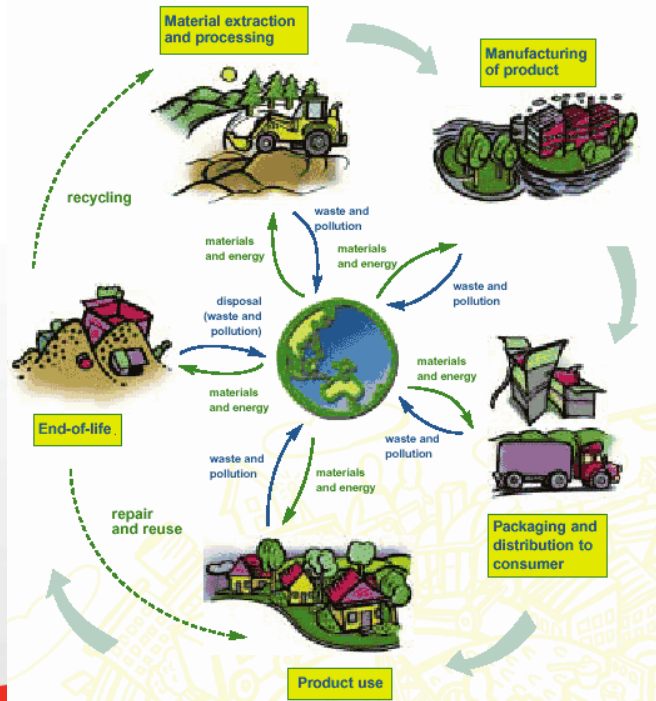 Material extraction
and processing
Manufacturing
of product
recycling
waste and
pollution
materials
and energy
materials
and energy
waste and
pollution
disposal
(waste and
pollution)
materials
and energy
materials
and energy
waste and
pollution
End-of-life
waste and
pollution
materials
and energy
repair
and reuse
Packaging and
distribution to
consumer
Product use